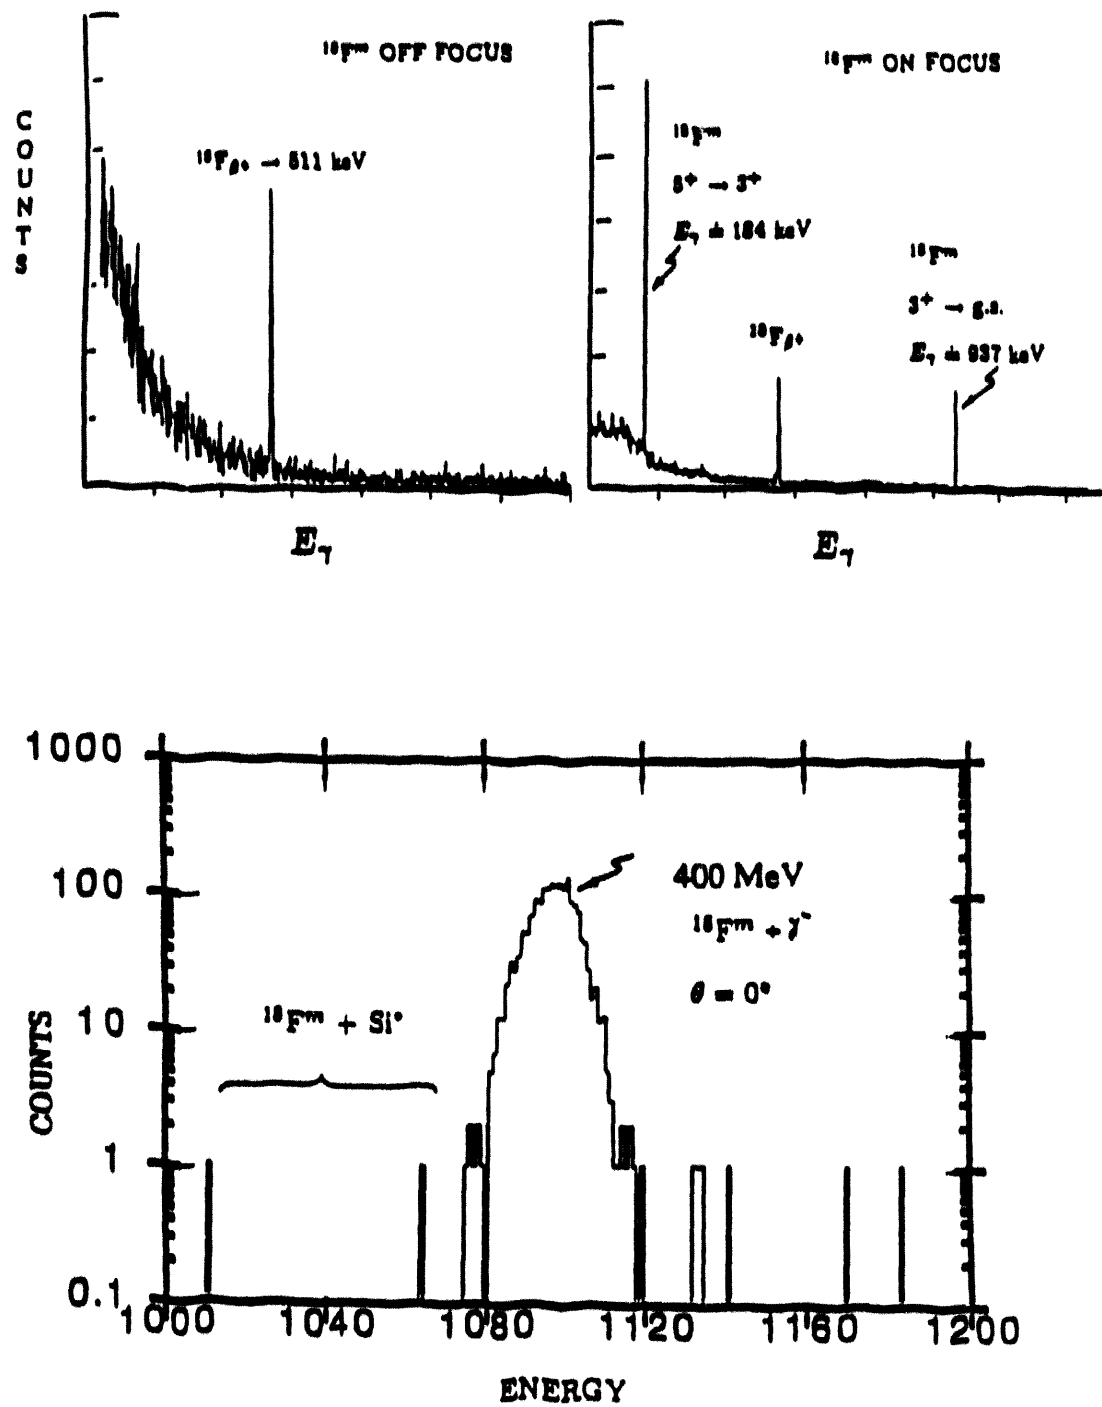 ¹⁸Fᵐ OFF FOCUS
COUNTS
¹⁸Fᵦ₊ → 511 keV
Eᵧ
¹⁸Fᵐ ON FOCUS
¹⁸Fᵐ
5⁺ → 3⁺
Eᵧ = 184 keV
¹⁸Fᵦ₊
¹⁸Fᵐ
3⁺ → g.s.
Eᵧ = 937 keV
Eᵧ
1000
100
10
1
0.1
COUNTS
400 MeV
¹⁸Fᵐ
θ = 0°
¹⁸Fᵐ + Si*
1000 1040 1080 1120 1160 1200
ENERGY